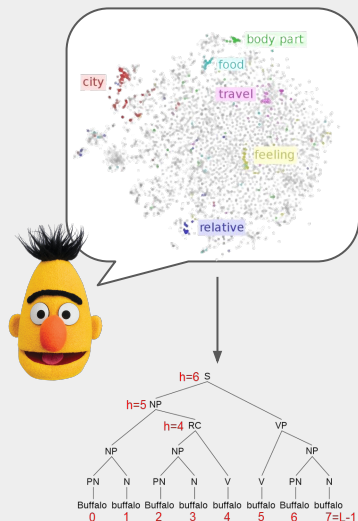 body part
food
city
travel
feeling
relative
h=6 S
h=5 NP
h=4 RC VP
NP NP NP
PN N PN N V V PN N
Buffalo buffalo Buffalo buffalo buffalo buffalo Buffalo buffalo
0 1 2 3 4 5 6 7=L-1